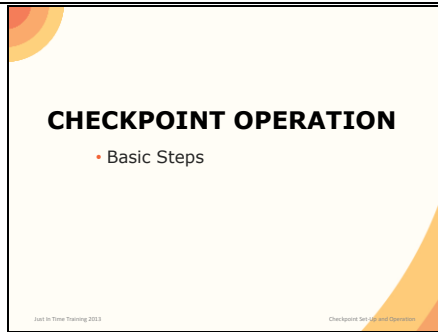 CHECKPOINT OPERATION
• Basic Steps
Just In Time Training 2013
Checkpoint Set-Up and Operation